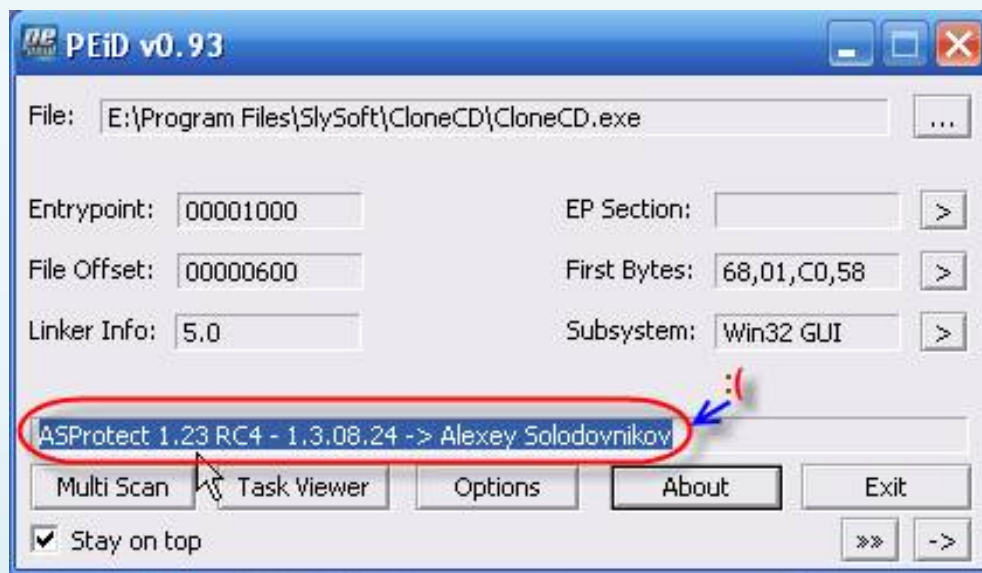 PEiD v0.93
File: E:\Program Files\SlySoft\CloneCD\CloneCD.exe ...
Entrypoint: 00001000 EP Section: >
File Offset: 00000600 First Bytes: 68,01,C0,58 >
Linker Info: 5.0 Subsystem: Win32 GUI >
:(
ASProtect 1.23 RC4 - 1.3.08.24 -> Alexey Solodovnikov
Multi Scan Task Viewer Options About Exit
Stay on top »» ->